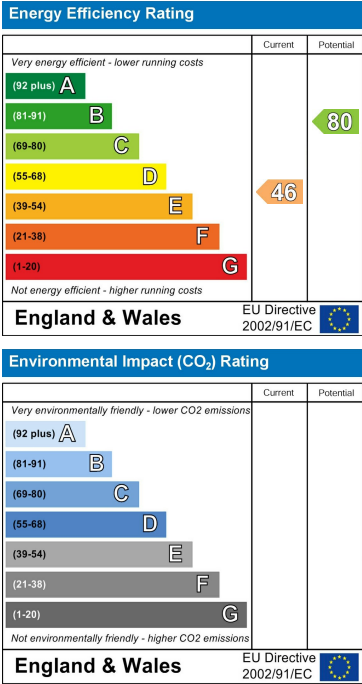 Energy Efficiency Rating
Current Potential
Very energy efficient - lower running costs
(92 plus) A
(81-91) B
80
(69-80) C
(55-68) D
46
(39-54) E
(21-38) F
(1-20) G
Not energy efficient - higher running costs
England & Wales
EU Directive
2002/91/EC
Environmental Impact (CO₂) Rating
Current Potential
Very environmentally friendly - lower CO2 emissions
(92 plus) A
(81-91) B
(69-80) C
(55-68) D
(39-54) E
(21-38) F
(1-20) G
Not environmentally friendly - higher CO2 emissions
England & Wales
EU Directive
2002/91/EC